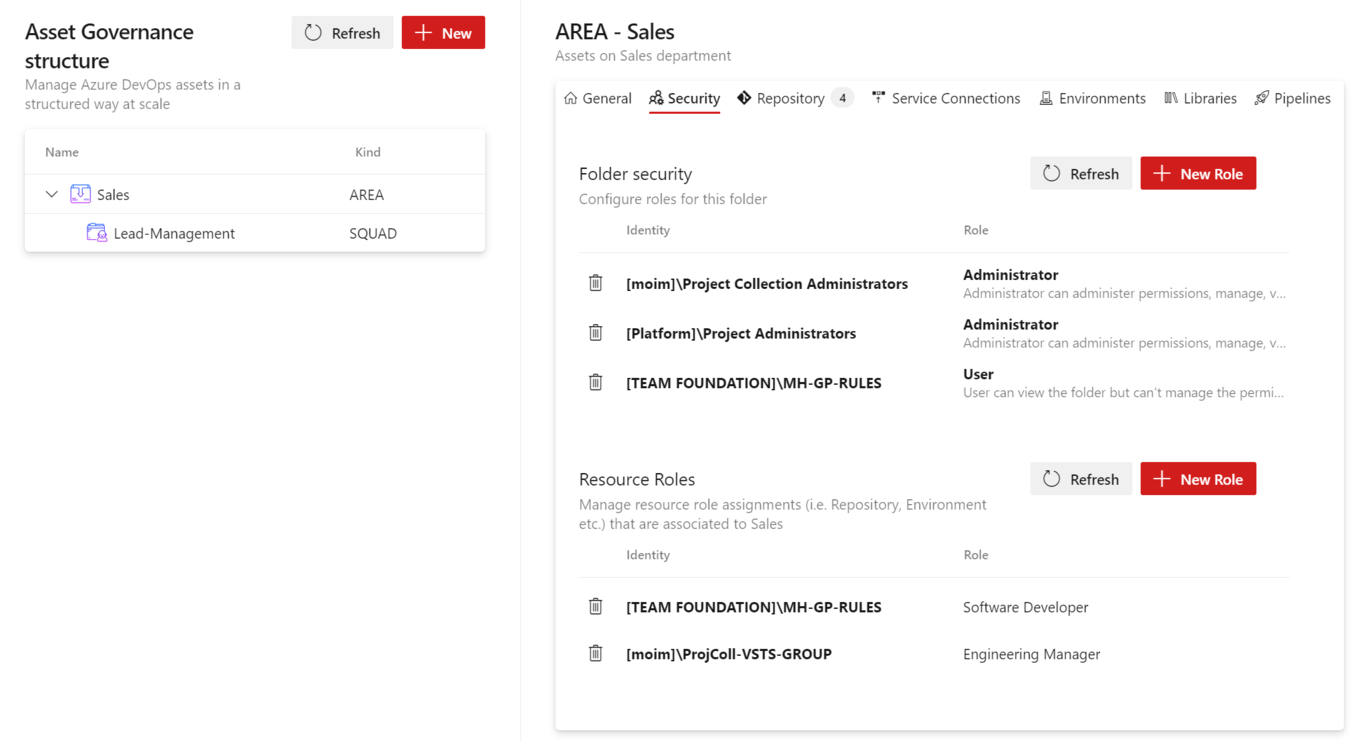 Asset Governance
structure
Refresh
New
Manage Azure DevOps assets in a
structured way at scale
Name Kind
Sales AREA
Lead-Management SQUAD
AREA - Sales
Assets on Sales department
General Security Repository 4 Service Connections Environments Libraries Pipelines
Folder security
Refresh
New Role
Configure roles for this folder
Identity Role
[moim]\Project Collection Administrators
Administrator
Administrator can administer permissions, manage, v...
[Platform]\Project Administrators
Administrator
Administrator can administer permissions, manage, v...
[TEAM FOUNDATION]\MH-GP-RULES
User
User can view the folder but can't manage the permi...
Resource Roles
Refresh
New Role
Manage resource role assignments (i.e. Repository, Environment
etc.) that are associated to Sales
Identity Role
[TEAM FOUNDATION]\MH-GP-RULES Software Developer
[moim]\ProjColl-VSTS-GROUP Engineering Manager